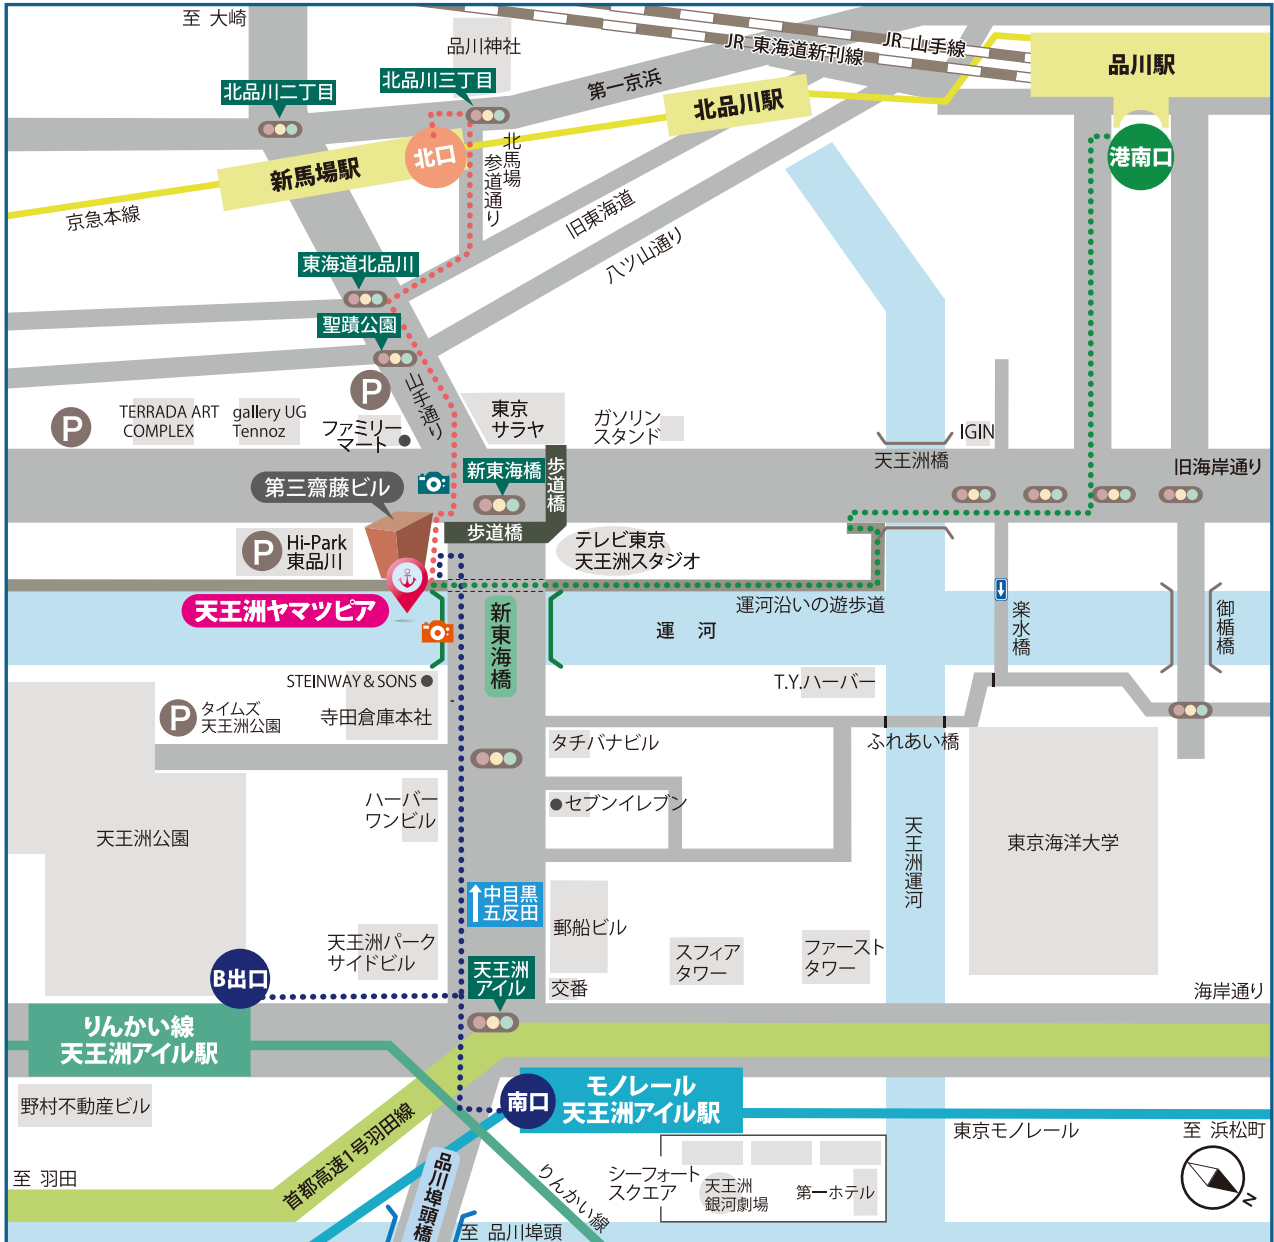 至 大崎
品川神社
JR 東海道新刊線
JR 山手線
品川駅
北品川二丁目
北品川三丁目
第一京浜
北品川駅
新馬場駅
北口
北馬場
参道通り
港南口
京急本線
旧東海道
八ツ山通り
東海道北品川
聖蹟公園
P
山手通り
P
TERRADA ART
COMPLEX
gallery UG
Tennoz
ファミリー
マート
東京
サラヤ
ガソリン
スタンド
IGIN
天王洲橋
旧海岸通り
新東海橋
歩道橋
第三齋藤ビル
歩道橋
P
Hi-Park
東品川
テレビ東京
天王洲スタジオ
天王洲ヤマツピア
運河沿いの遊歩道
新東海橋
運 河
楽水橋
御楯橋
STEINWAY & SONS
T.Y.ハーバー
P
タイムズ
天王洲公園
寺田倉庫本社
タチバナビル
ふれあい橋
ハーバー
ワンビル
セブンイレブン
天王洲公園
天王洲運河
東京海洋大学
中目黒
五反田
郵船ビル
天王洲パーク
サイドビル
スフィア
タワー
ファースト
タワー
B出口
天王洲
アイル
交番
海岸通り
りんかい線
天王洲アイル駅
南口
モノレール
天王洲アイル駅
野村不動産ビル
首都高速1号羽田線
東京モノレール
至 浜松町
至 羽田
品川埠頭橋
りんかい線
シーフォート
スクエア
天王洲
銀河劇場
第一ホテル
N
至 品川埠頭